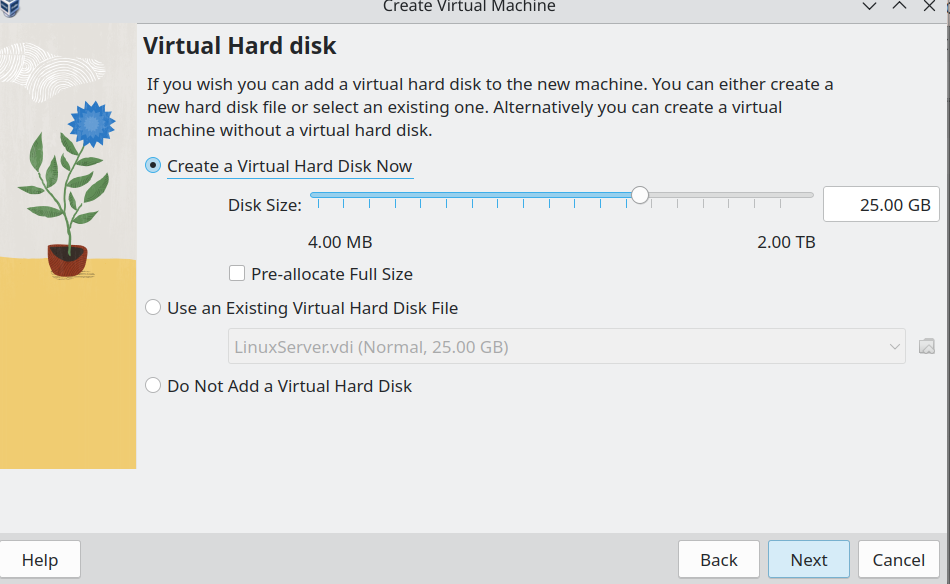 Create Virtual Machine
Virtual Hard disk
If you wish you can add a virtual hard disk to the new machine. You can either create a
new hard disk file or select an existing one. Alternatively you can create a virtual
machine without a virtual hard disk.
Create a Virtual Hard Disk Now
Disk Size:
25.00 GB
4.00 MB
2.00 TB
Pre-allocate Full Size
Use an Existing Virtual Hard Disk File
LinuxServer.vdi (Normal, 25.00 GB)
Do Not Add a Virtual Hard Disk
Help
Back
Next
Cancel